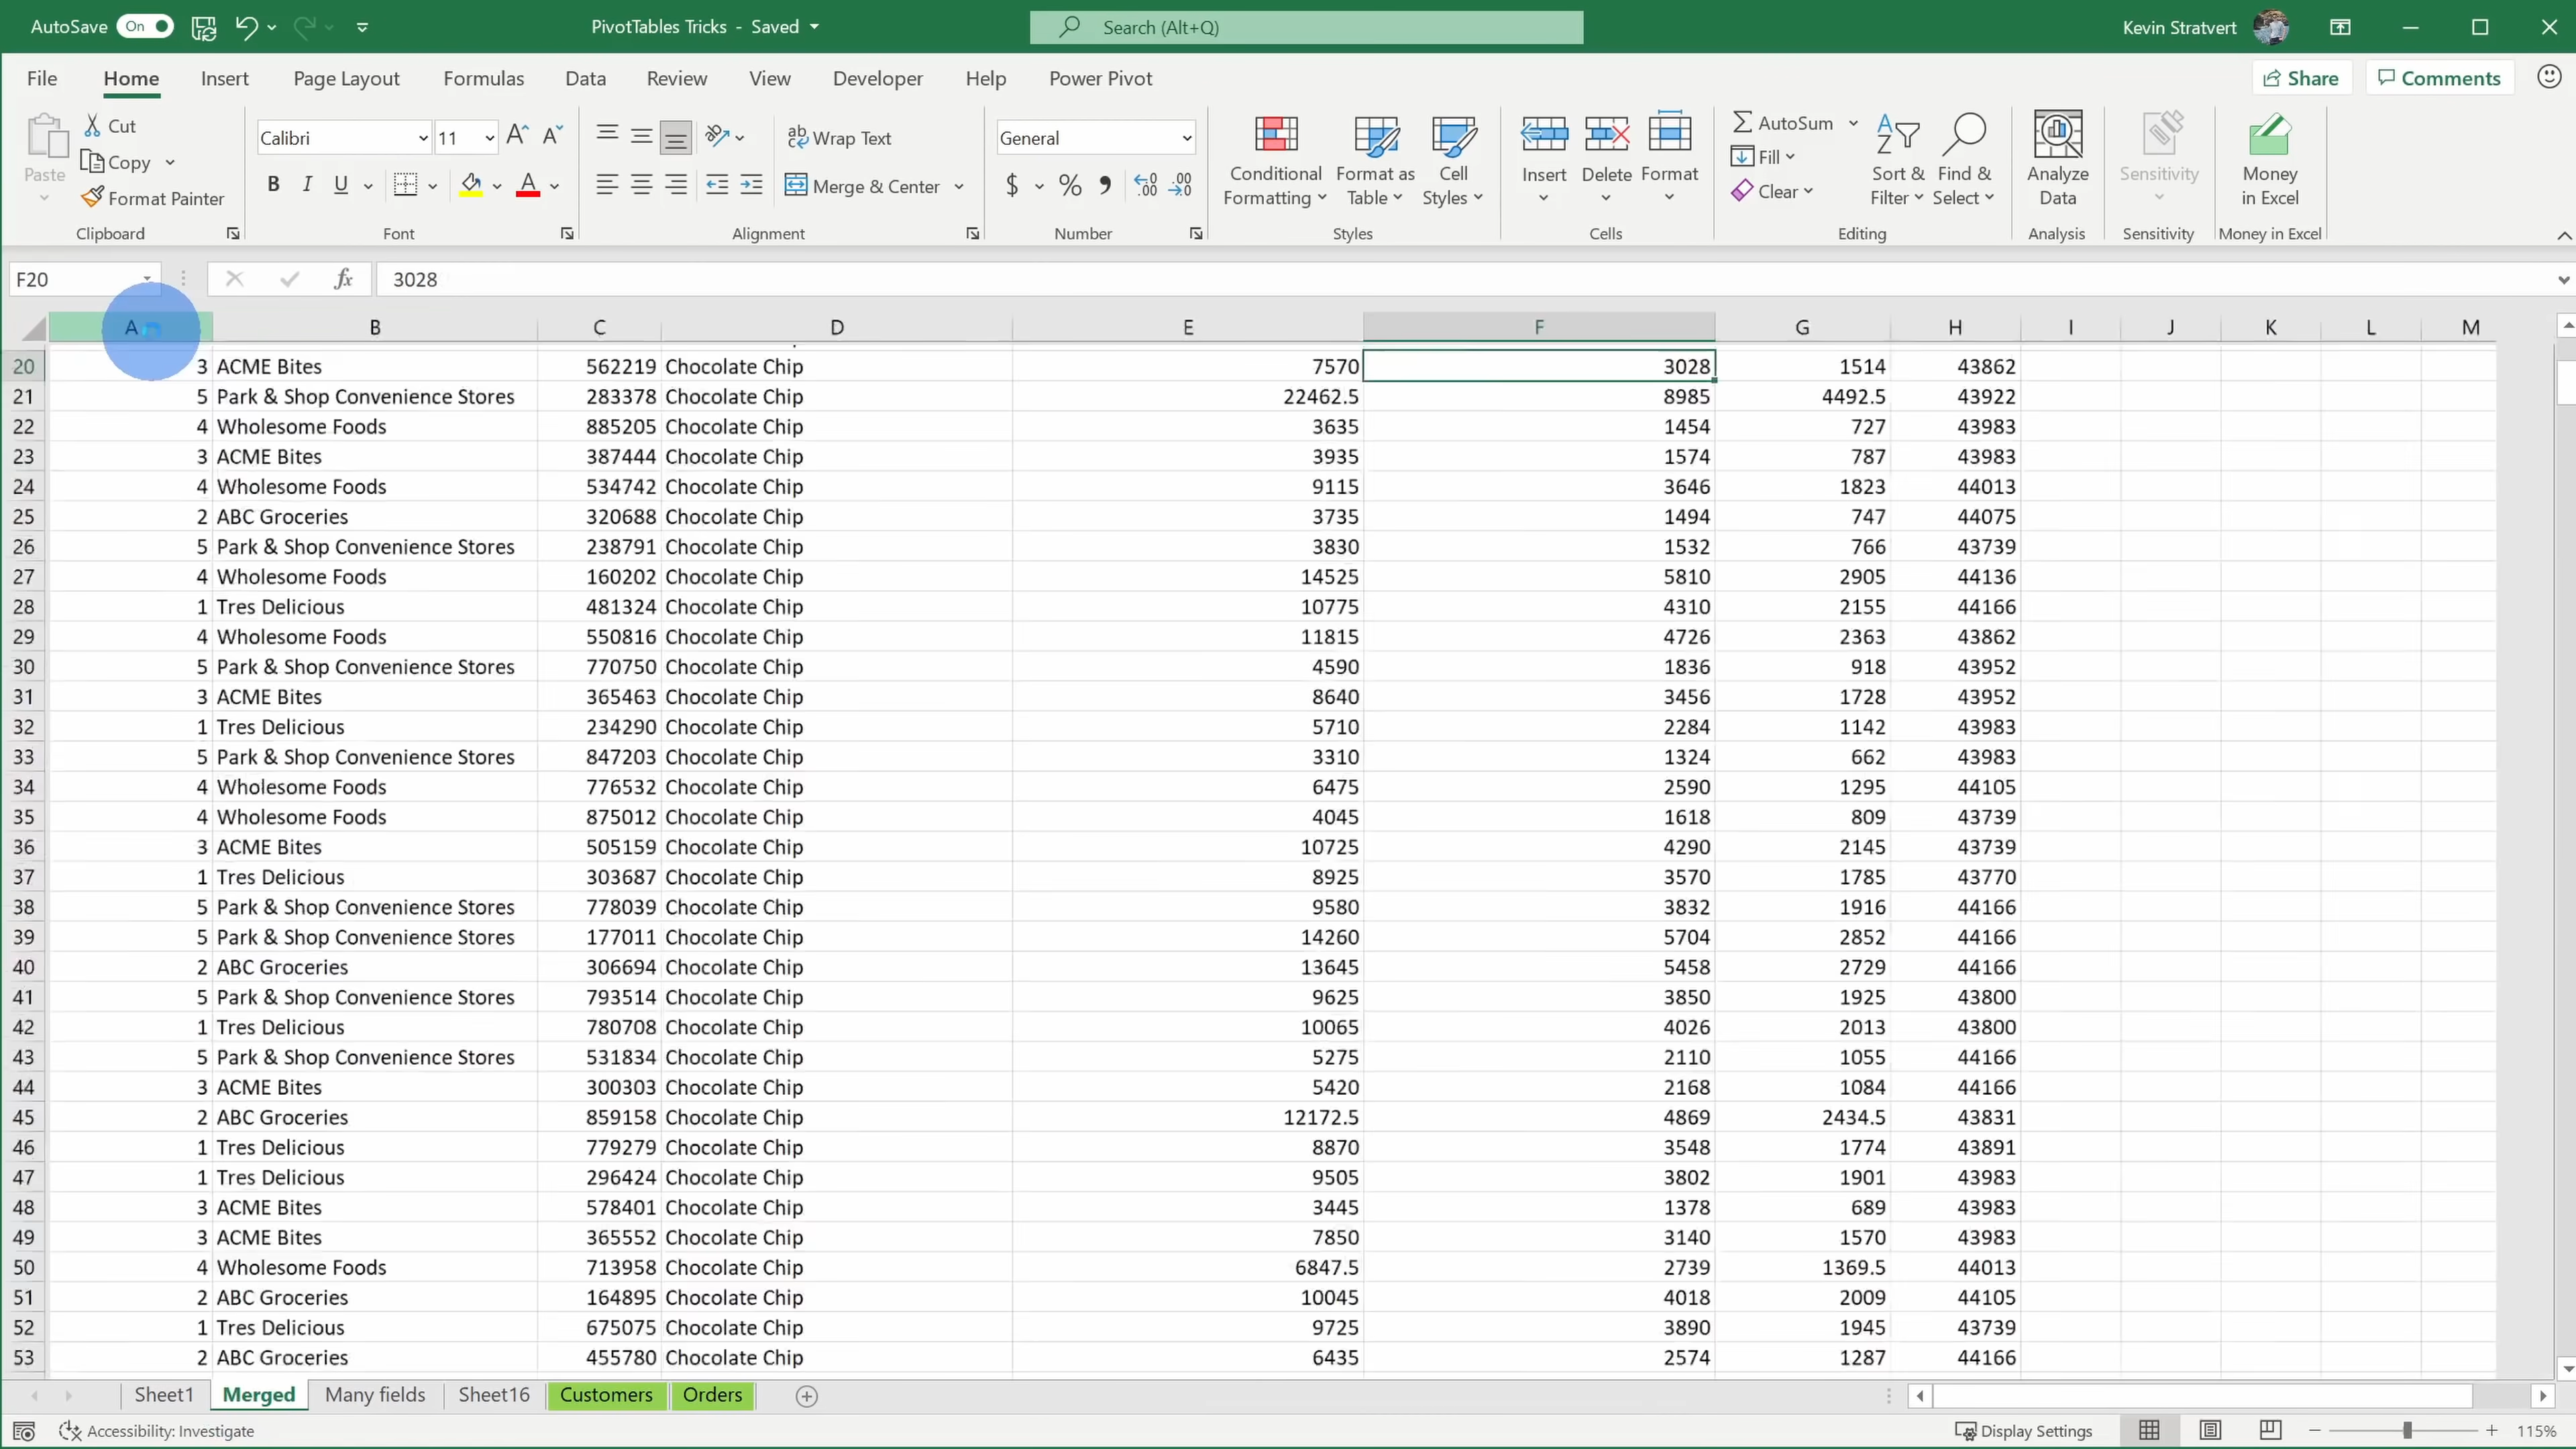 AutoSave On PivotTables Tricks - Saved Search (Alt+Q) Kevin Stratvert
File Home Insert Page Layout Formulas Data Review View Developer Help Power Pivot Share Comments
Paste Cut Copy Format Painter Clipboard
Calibri 11 B I U A Font
ab Wrap Text Merge & Center Alignment
General $ % Number
Conditional Formatting Format as Table Cell Styles Styles
Insert Delete Format Cells
AutoSum Fill Clear Sort & Filter Find & Select Editing
Analyze Data Analysis
Sensitivity Sensitivity
Money in Excel Money in Excel
F20 fx 3028
A B C D E F G H I J K L M
20 3 ACME Bites 562219 Chocolate Chip 7570 3028 1514 43862
21 5 Park & Shop Convenience Stores 283378 Chocolate Chip 22462.5 8985 4492.5 43922
22 4 Wholesome Foods 885205 Chocolate Chip 3635 1454 727 43983
23 3 ACME Bites 387444 Chocolate Chip 3935 1574 787 43983
24 4 Wholesome Foods 534742 Chocolate Chip 9115 3646 1823 44013
25 2 ABC Groceries 320688 Chocolate Chip 3735 1494 747 44075
26 5 Park & Shop Convenience Stores 238791 Chocolate Chip 3830 1532 766 43739
27 4 Wholesome Foods 160202 Chocolate Chip 14525 5810 2905 44136
28 1 Tres Delicious 481324 Chocolate Chip 10775 4310 2155 44166
29 4 Wholesome Foods 550816 Chocolate Chip 11815 4726 2363 43862
30 5 Park & Shop Convenience Stores 770750 Chocolate Chip 4590 1836 918 43952
31 3 ACME Bites 365463 Chocolate Chip 8640 3456 1728 43952
32 1 Tres Delicious 234290 Chocolate Chip 5710 2284 1142 43983
33 5 Park & Shop Convenience Stores 847203 Chocolate Chip 3310 1324 662 43983
34 4 Wholesome Foods 776532 Chocolate Chip 6475 2590 1295 44105
35 4 Wholesome Foods 875012 Chocolate Chip 4045 1618 809 43739
36 3 ACME Bites 505159 Chocolate Chip 10725 4290 2145 43739
37 1 Tres Delicious 303687 Chocolate Chip 8925 3570 1785 43770
38 5 Park & Shop Convenience Stores 778039 Chocolate Chip 9580 3832 1916 44166
39 5 Park & Shop Convenience Stores 177011 Chocolate Chip 14260 5704 2852 44166
40 2 ABC Groceries 306694 Chocolate Chip 13645 5458 2729 44166
41 5 Park & Shop Convenience Stores 793514 Chocolate Chip 9625 3850 1925 43800
42 1 Tres Delicious 780708 Chocolate Chip 10065 4026 2013 43800
43 5 Park & Shop Convenience Stores 531834 Chocolate Chip 5275 2110 1055 44166
44 3 ACME Bites 300303 Chocolate Chip 5420 2168 1084 44166
45 2 ABC Groceries 859158 Chocolate Chip 12172.5 4869 2434.5 43831
46 1 Tres Delicious 779279 Chocolate Chip 8870 3548 1774 43891
47 1 Tres Delicious 296424 Chocolate Chip 9505 3802 1901 43983
48 3 ACME Bites 578401 Chocolate Chip 3445 1378 689 43983
49 3 ACME Bites 365552 Chocolate Chip 7850 3140 1570 43983
50 4 Wholesome Foods 713958 Chocolate Chip 6847.5 2739 1369.5 44013
51 2 ABC Groceries 164895 Chocolate Chip 10045 4018 2009 44105
52 1 Tres Delicious 675075 Chocolate Chip 9725 3890 1945 43739
53 2 ABC Groceries 455780 Chocolate Chip 6435 2574 1287 44166
Sheet1 Merged Many fields Sheet16 Customers Orders
Accessibility: Investigate Display Settings 115%